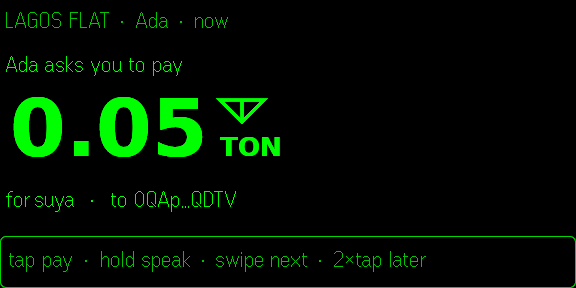 LAGOS FLAT · Ada · now
Ada asks you to pay
0.05 TON
for suya · to 0QAp…QDTV
tap pay · hold speak · swipe next · 2×tap later